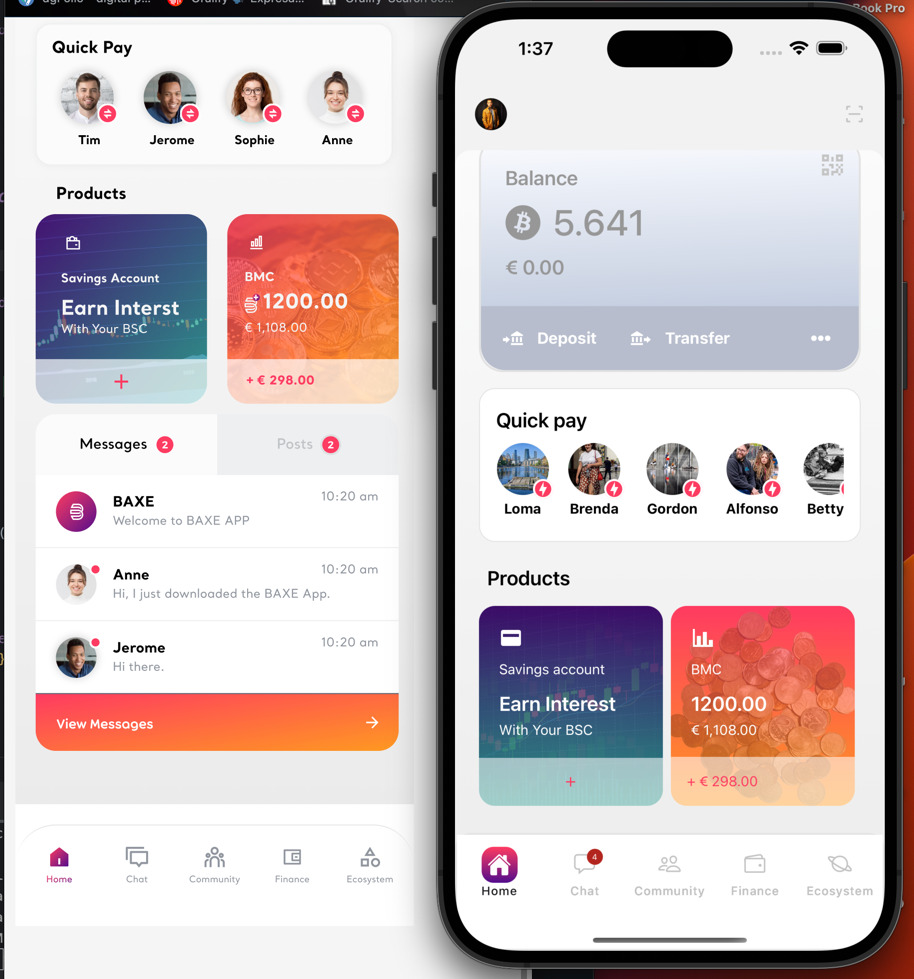 Book Pro
Quick Pay
Tim
Jerome
Sophie
Anne
Products
Savings Account
Earn Interst
With Your BSC
+
BMC
1200.00
€ 1,108.00
+ € 298.00
Messages 2
Posts 2
BAXE
10:20 am
Welcome to BAXE APP
Anne
10:20 am
Hi, I just downloaded the BAXE App.
Jerome
10:20 am
Hi there.
View Messages
Home
Chat
Community
Finance
Ecosystem
1:37
Balance
5.641
€ 0.00
Deposit
Transfer
Quick pay
Loma
Brenda
Gordon
Alfonso
Betty
Products
Savings account
Earn Interest
With Your BSC
+
BMC
1200.00
€ 1,108.00
+ € 298.00
4
Home
Chat
Community
Finance
Ecosystem